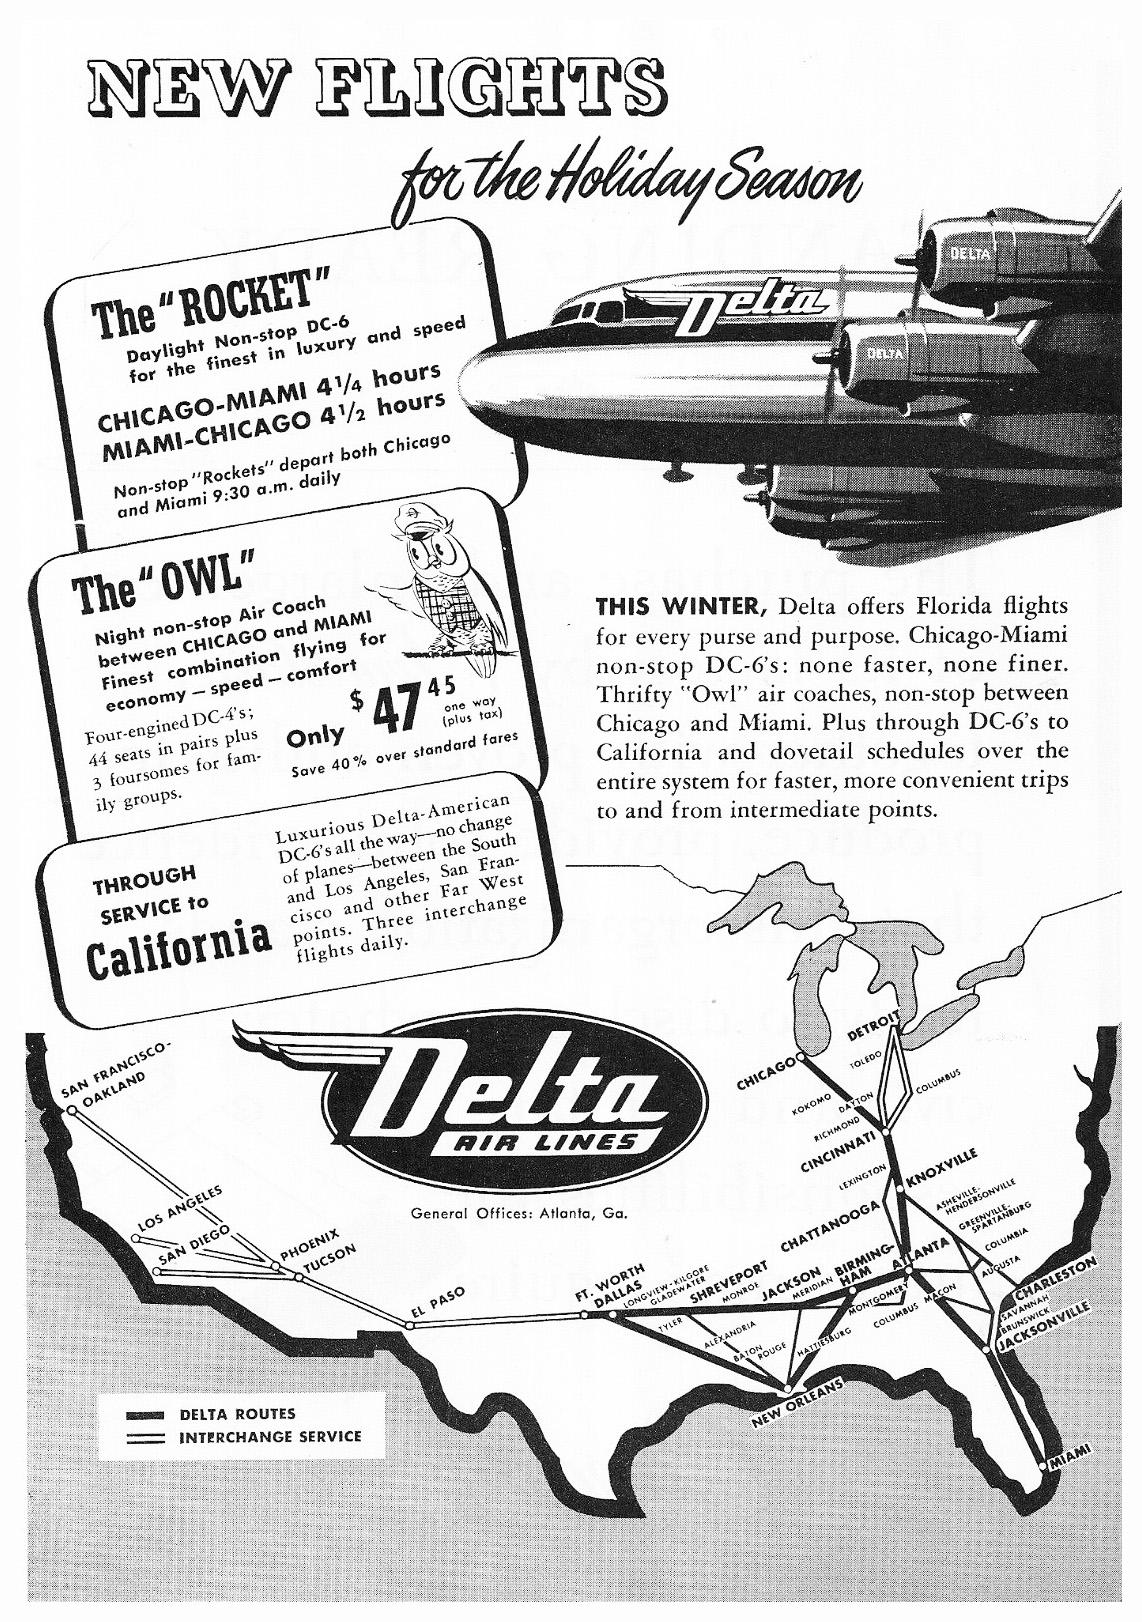 NEW FLIGHTS
for the Holiday Season
The "ROCKET"
Daylight Non-stop DC-6
for the finest in luxury and speed
CHICAGO-MIAMI 4 1/4 hours
MIAMI-CHICAGO 4 1/2 hours
Non-stop "Rockets" depart both Chicago
and Miami 9:30 a.m. daily
Delta
DELTA
DELTA
The "OWL"
Night non-stop Air Coach
between CHICAGO and MIAMI
Finest combination flying for
economy – speed – comfort
Four-engined DC-4's;
44 seats in pairs plus
3 foursomes for fam-
ily groups.
Only $47 45
one way
(plus tax)
Save 40% over standard fares
THIS WINTER, Delta offers Florida flights
for every purse and purpose. Chicago-Miami
non-stop DC-6's: none faster, none finer.
Thrifty "Owl" air coaches, non-stop between
Chicago and Miami. Plus through DC-6's to
California and dovetail schedules over the
entire system for faster, more convenient trips
to and from intermediate points.
THROUGH
SERVICE to
California
Luxurious Delta-American
DC-6's all the way—no change
of planes—between the South
and Los Angeles, San Fran-
cisco and other Far West
points. Three interchange
flights daily.
Delta
AIR LINES
General Offices: Atlanta, Ga.
SAN FRANCISCO-
OAKLAND
LOS ANGELES
SAN DIEGO
PHOENIX
TUCSON
EL PASO
FT. WORTH
DALLAS
LONGVIEW-KILGORE
GLADEWATER
SHREVEPORT
MONROE
JACKSON
MERIDIAN
BIRMING-
HAM
ATLANTA
TYLER
ALEXANDRIA
BATON
ROUGE
HATTIESBURG
NEW ORLEANS
MONTGOMERY
COLUMBUS
MACON
DETROIT
CHICAGO
TOLEDO
COLUMBUS
KOKOMO
DAYTON
RICHMOND
CINCINNATI
LEXINGTON
KNOXVILLE
CHATTANOOGA
ASHEVILLE-
HENDERSONVILLE
GREENVILLE-
SPARTANBURG
COLUMBIA
AUGUSTA
CHARLESTON
SAVANNAH
BRUNSWICK
JACKSONVILLE
MIAMI
DELTA ROUTES
INTERCHANGE SERVICE